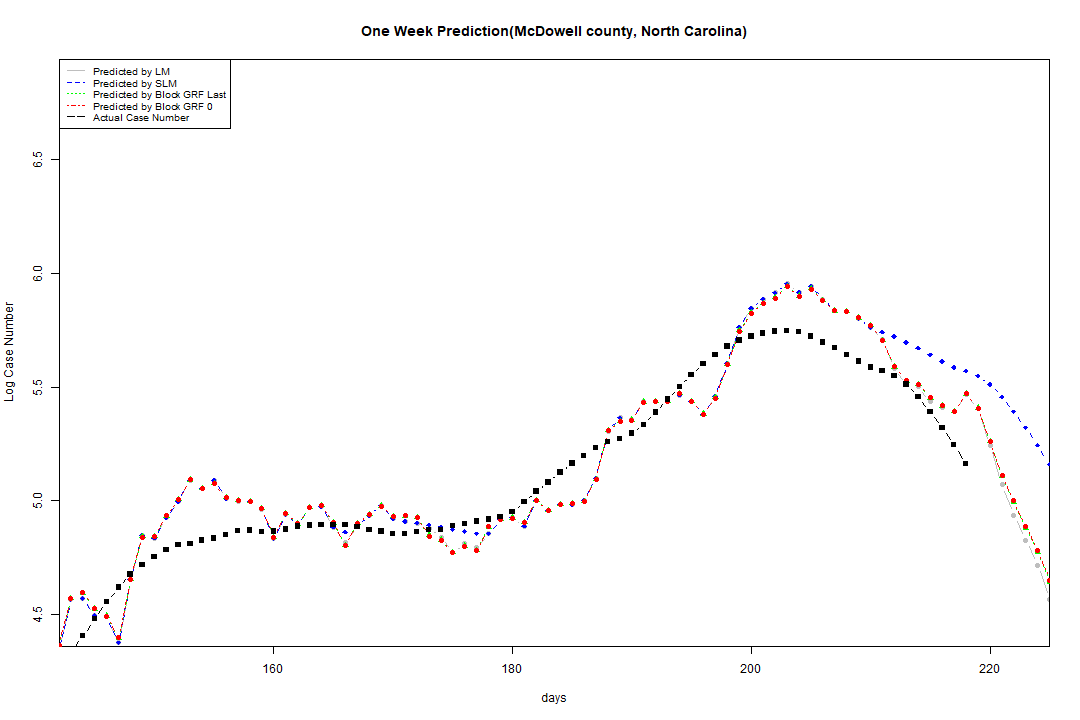 One Week Prediction(McDowell county, North Carolina)
Predicted by LM
Predicted by SLM
Predicted by Block GRF Last
Predicted by Block GRF 0
Actual Case Number
6.5
6.0
5.5
5.0
4.5
Log Case Number
160 180 200 220
days